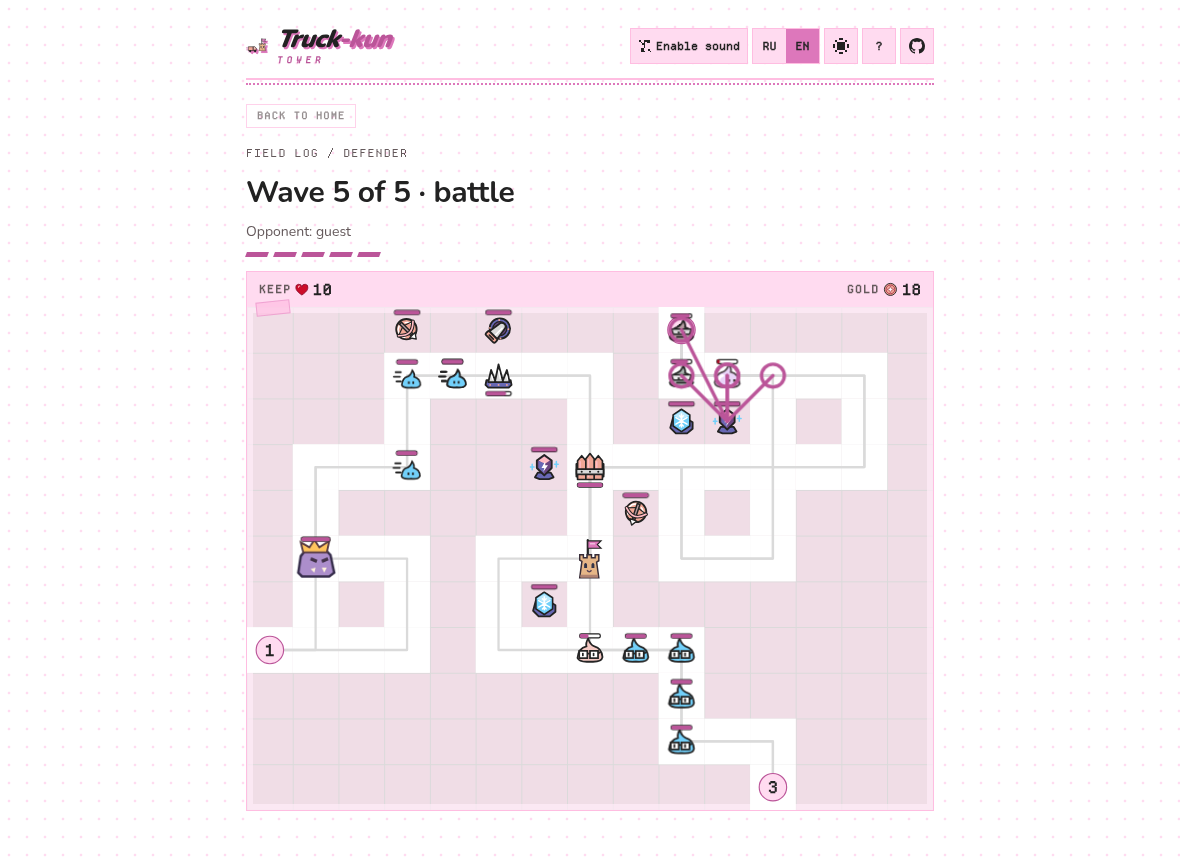 Truck-kun
TOWER
Enable sound
RU
EN
?
BACK TO HOME
FIELD LOG / DEFENDER
Wave 5 of 5 · battle
Opponent: guest
KEEP 10
GOLD 18
1
3